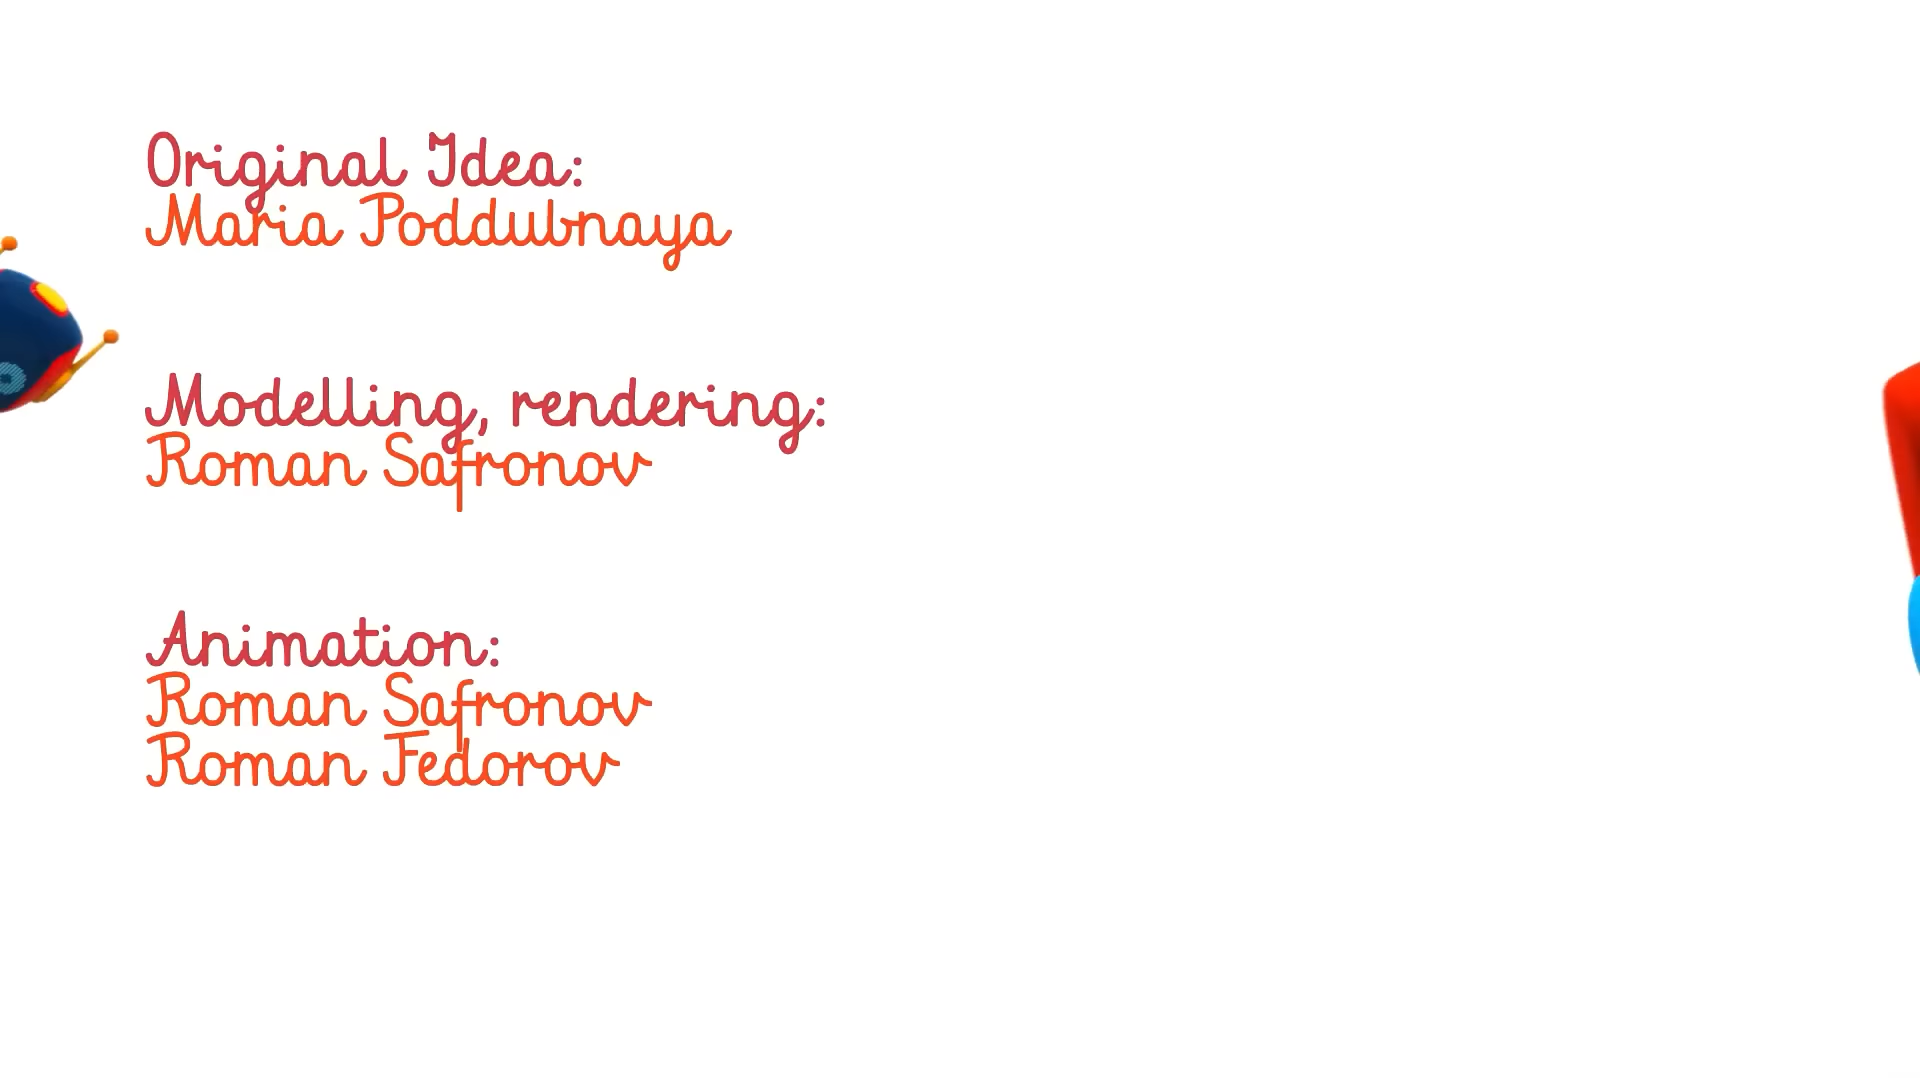 Original Idea:
Maria Poddubnaya
Modelling, rendering:
Roman Safronov
Animation:
Roman Safronov
Roman Fedorov